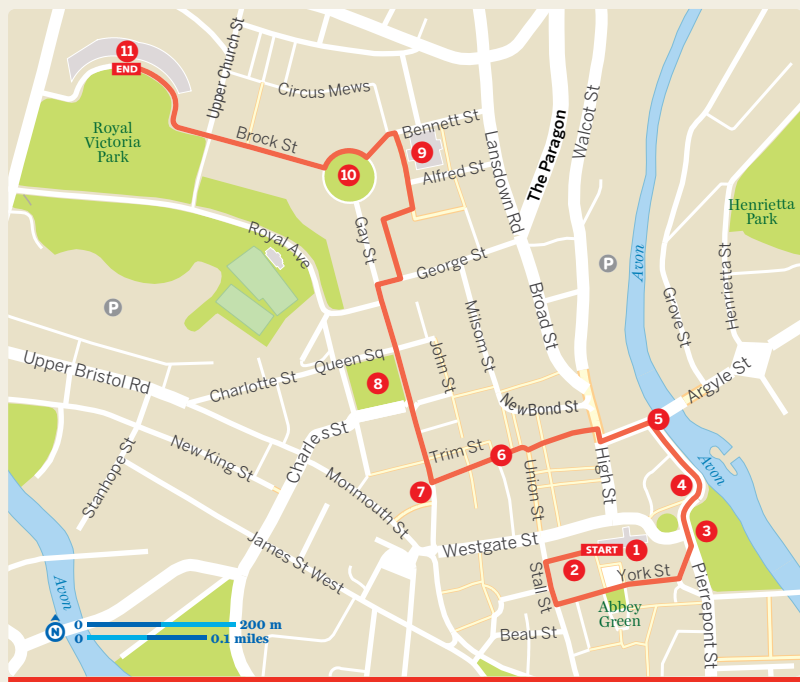 11
END
Upper Church St
Circus Mews
Bennett St
Lansdown Rd
The Paragon
Walcot St
Royal
Victoria
Park
Brock St
9
10
Alfred St
Henrietta
Park
Gay St
Royal Ave
George St
P
Avon
Henrietta St
P
Grove St
Milsom St
Broad St
Upper Bristol Rd
Queen Sq
John St
Charlotte St
8
Argyle St
New Bond St
5
Charles St
Trim St
6
New King St
Stanhope St
Monmouth St
7
Union St
High St
4
Avon
3
Westgate St
START
1
2
James St West
Stall St
York St
Pierrepont St
Abbey
Green
Beau St
Avon
N
0 200 m
0 0.1 miles